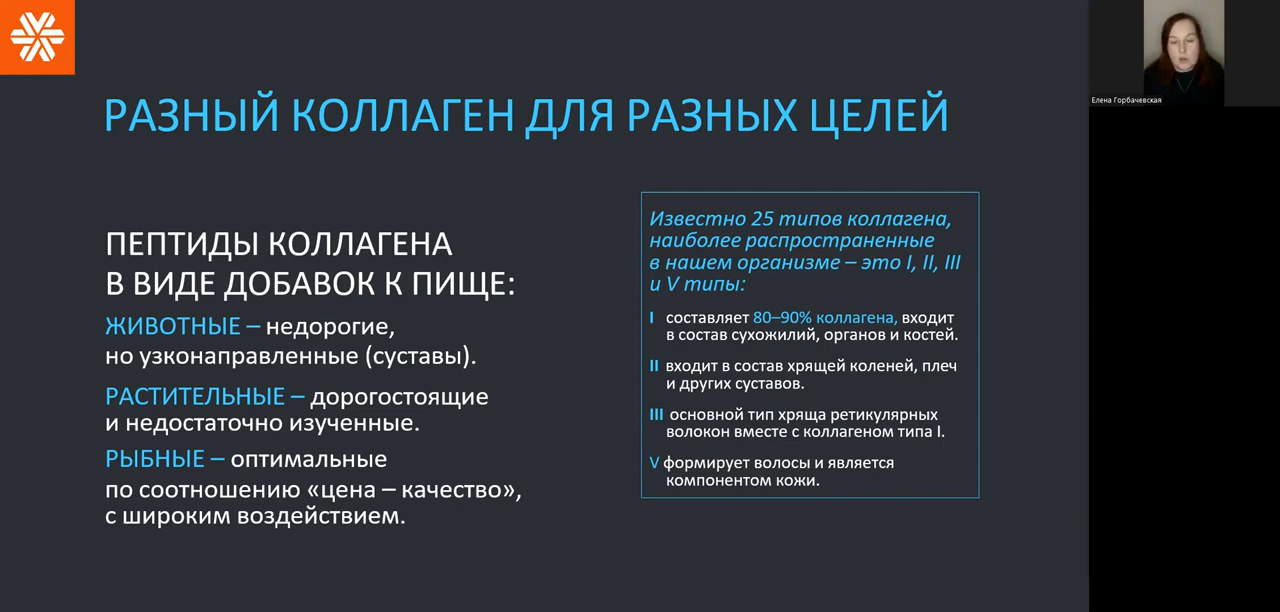 РАЗНЫЙ КОЛЛАГЕН ДЛЯ РАЗНЫХ ЦЕЛЕЙ
ПЕПТИДЫ КОЛЛАГЕНА
В ВИДЕ ДОБАВОК К ПИЩЕ:
ЖИВОТНЫЕ – недорогие,
но узконаправленные (суставы).
РАСТИТЕЛЬНЫЕ – дорогостоящие
и недостаточно изученные.
РЫБНЫЕ – оптимальные
по соотношению «цена – качество»,
с широким воздействием.
Известно 25 типов коллагена,
наиболее распространенные
в нашем организме – это I, II, III
и V типы:
I составляет 80–90% коллагена, входит
в состав сухожилий, органов и костей.
II входит в состав хрящей коленей, плеч
и других суставов.
III основной тип хряща ретикулярных
волокон вместе с коллагеном типа I.
V формирует волосы и является
компонентом кожи.
Елена Горбачевская